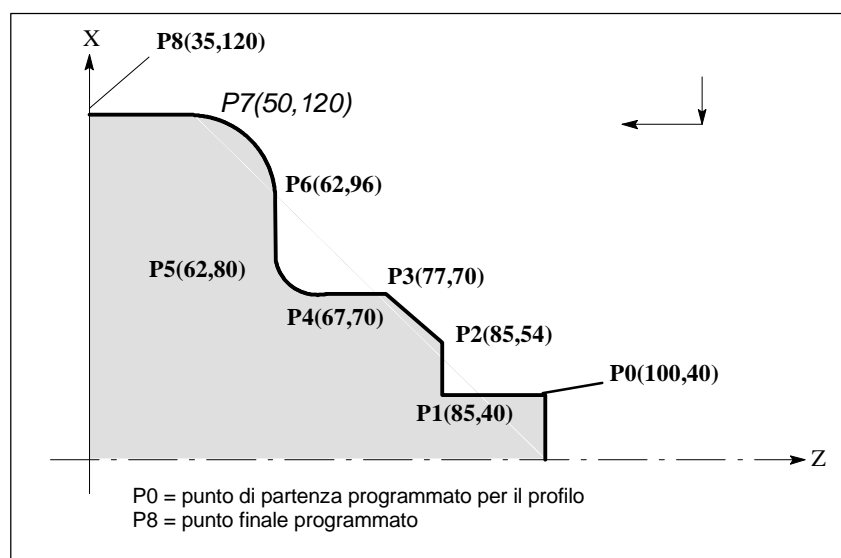 X
P8(35,120)
P7(50,120)
P6(62,96)
P5(62,80)
P3(77,70)
P4(67,70)
P2(85,54)
P0(100,40)
P1(85,40)
Z
P0 = punto di partenza programmato per il profilo
P8 = punto finale programmato